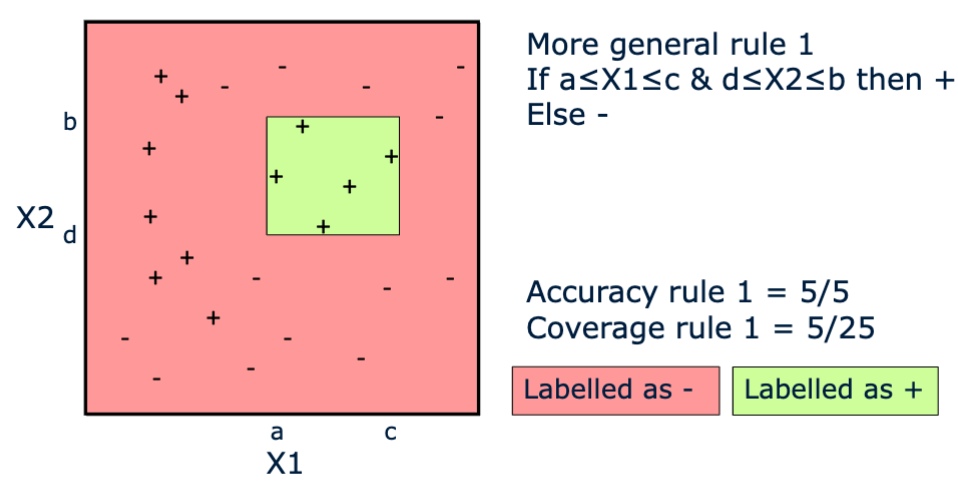 More general rule 1
If a≤X1≤c & d≤X2≤b then +
Else -
b
X2
d
a
c
X1
Accuracy rule 1 = 5/5
Coverage rule 1 = 5/25
Labelled as -
Labelled as +